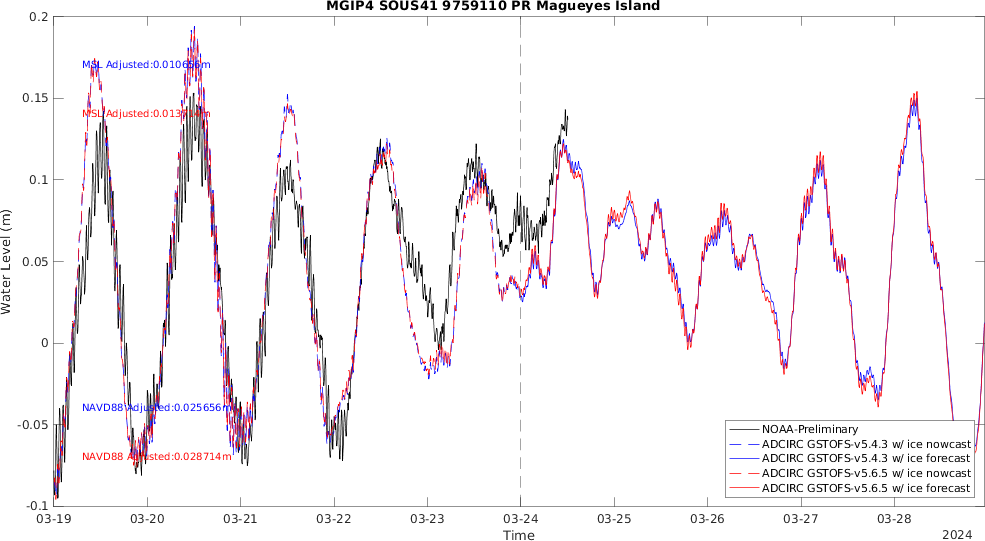 MGIP4 SOUS41 9759110 PR Magueyes Island
0.2
MSL Adjusted:0.010656m
0.15
MSL Adjusted:0.013714m
0.1
Water Level (m)
0.05
0
NAVD88 Adjusted:0.025656m
-0.05
NOAA-Preliminary
ADCIRC GSTOFS-v5.4.3 w/ ice nowcast
NAVD88 Adjusted:0.028714m
ADCIRC GSTOFS-v5.4.3 w/ ice forecast
ADCIRC GSTOFS-v5.6.5 w/ ice nowcast
ADCIRC GSTOFS-v5.6.5 w/ ice forecast
-0.1
03-19 03-20 03-21 03-22 03-23 03-24 03-25 03-26 03-27 03-28
Time
2024